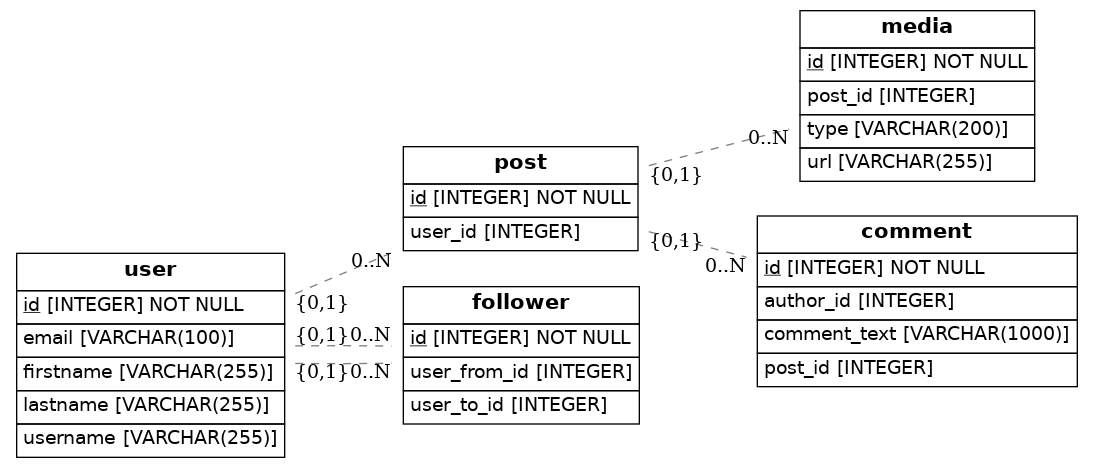 media
id [INTEGER] NOT NULL
post_id [INTEGER]
type [VARCHAR(200)]
url [VARCHAR(255)]
0..N
{0,1}
post
id [INTEGER] NOT NULL
user_id [INTEGER]
{0,1}
0..N
comment
id [INTEGER] NOT NULL
author_id [INTEGER]
comment_text [VARCHAR(1000)]
post_id [INTEGER]
user
id [INTEGER] NOT NULL
email [VARCHAR(100)]
firstname [VARCHAR(255)]
lastname [VARCHAR(255)]
username [VARCHAR(255)]
0..N
{0,1}
{0,1} 0..N
{0,1} 0..N
follower
id [INTEGER] NOT NULL
user_from_id [INTEGER]
user_to_id [INTEGER]